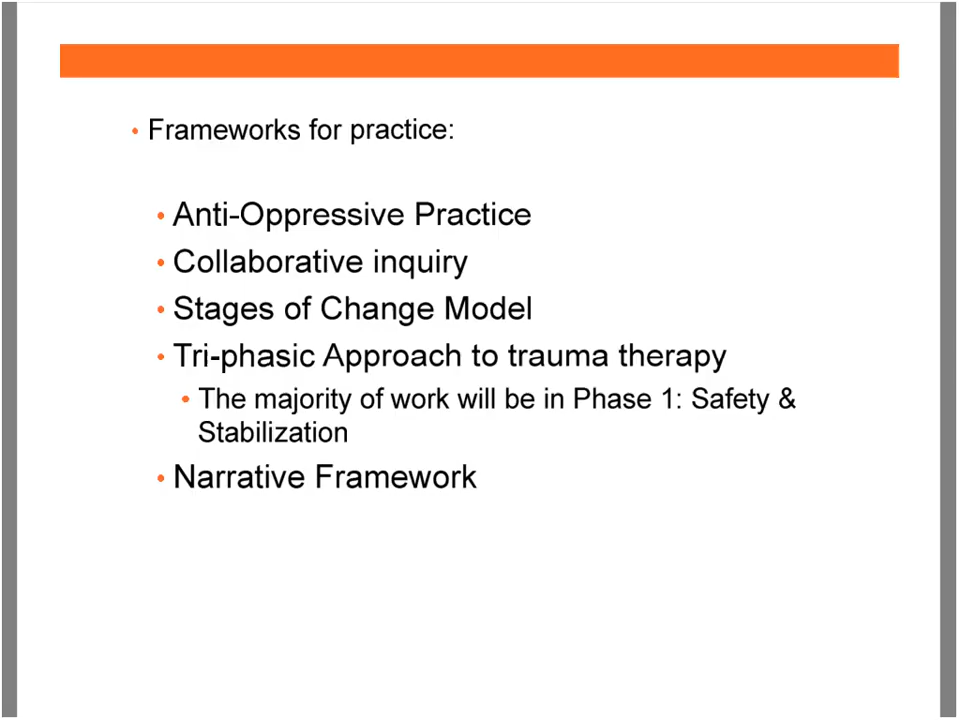 • Frameworks for practice:
• Anti-Oppressive Practice
• Collaborative inquiry
• Stages of Change Model
• Tri-phasic Approach to trauma therapy
• The majority of work will be in Phase 1: Safety &
Stabilization
• Narrative Framework